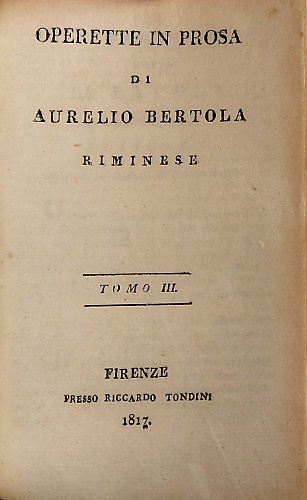 OPERETTE IN PROSA
DI
AURELIO BERTOLA
RIMINESE
TOMO III.
FIRENZE
PRESSO RICCARDO TONDINI
1817.